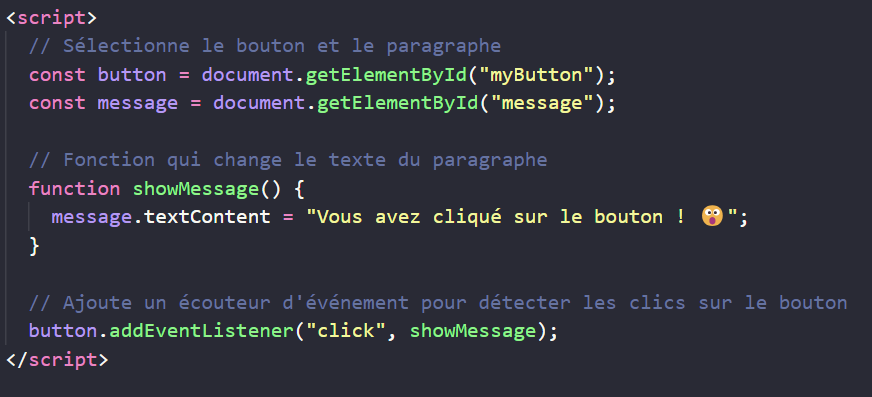 <script>
// Sélectionne le bouton et le paragraphe
const button = document.getElementById("myButton");
const message = document.getElementById("message");
// Fonction qui change le texte du paragraphe
function showMessage() {
message.textContent = "Vous avez cliqué sur le bouton ! 😲";
}
// Ajoute un écouteur d'événement pour détecter les clics sur le bouton
button.addEventListener("click", showMessage);
</script>